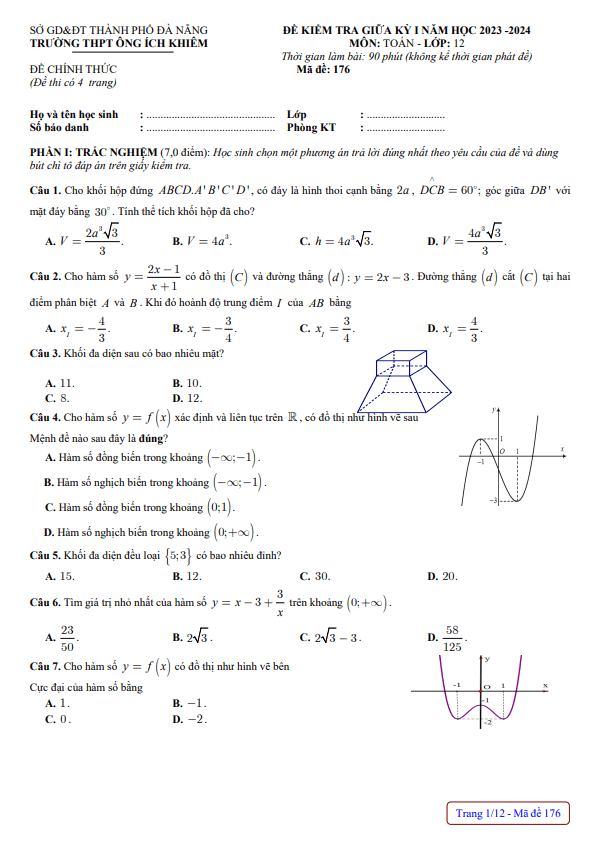 SỞ GD&ĐT THÀNH PHỐ ĐÀ NẴNG
TRƯỜNG THPT ÔNG ÍCH KHIÊM
ĐỀ CHÍNH THỨC
(Đề thi có 4 trang)
ĐỀ KIỂM TRA GIỮA KỲ I NĂM HỌC 2023 -2024
MÔN: TOÁN - LỚP: 12
Thời gian làm bài: 90 phút (không kể thời gian phát đề)
Mã đề: 176
Họ và tên học sinh : ............................................ Lớp : ...........................
Số báo danh : ............................................ Phòng KT : ...........................
PHẦN I: TRẮC NGHIỆM (7,0 điểm): Học sinh chọn một phương án trả lời đúng nhất theo yêu cầu của đề và dùng
bút chì tô đáp án trên giấy kiểm tra.
Câu 1. Cho khối hộp đứng ABCD.A'B'C'D', có đáy là hình thoi cạnh bằng 2a, \overset{\wedge}{DCB} = 60°; góc giữa DB' với
mặt đáy bằng 30°. Tính thể tích khối hộp đã cho?
A. V = \frac{2a^3\sqrt{3}}{3}. B. V = 4a³. C. h = 4a³√3. D. V = \frac{4a^3\sqrt{3}}{3}.
Câu 2. Cho hàm số y = \frac{2x-1}{x+1} có đồ thị (C) và đường thẳng (d): y = 2x − 3. Đường thẳng (d) cắt (C) tại hai
điểm phân biệt A và B. Khi đó hoành độ trung điểm I của AB bằng
A. x_I = −\frac{4}{3}. B. x_I = −\frac{3}{4}. C. x_I = \frac{3}{4}. D. x_I = \frac{4}{3}.
Câu 3. Khối đa diện sau có bao nhiêu mặt?
A. 11. B. 10.
C. 8. D. 12.
Câu 4. Cho hàm số y = f(x) xác định và liên tục trên ℝ, có đồ thị như hình vẽ sau
Mệnh đề nào sau đây là đúng?
A. Hàm số đồng biến trong khoảng (−∞;−1).
B. Hàm số nghịch biến trong khoảng (−∞;−1).
C. Hàm số đồng biến trong khoảng (0;1).
D. Hàm số nghịch biến trong khoảng (0;+∞).
y
1
−1 O 1 x
−3
Câu 5. Khối đa diện đều loại {5;3} có bao nhiêu đỉnh?
A. 15. B. 12. C. 30. D. 20.
Câu 6. Tìm giá trị nhỏ nhất của hàm số y = x − 3 + \frac{3}{x} trên khoảng (0;+∞).
A. \frac{23}{50}. B. 2√3. C. 2√3 − 3. D. \frac{58}{125}.
Câu 7. Cho hàm số y = f(x) có đồ thị như hình vẽ bên
Cực đại của hàm số bằng
A. 1. B. −1.
C. 0. D. −2.
y
-1 O 1 x
-1
-2
Trang 1/12 - Mã đề 176